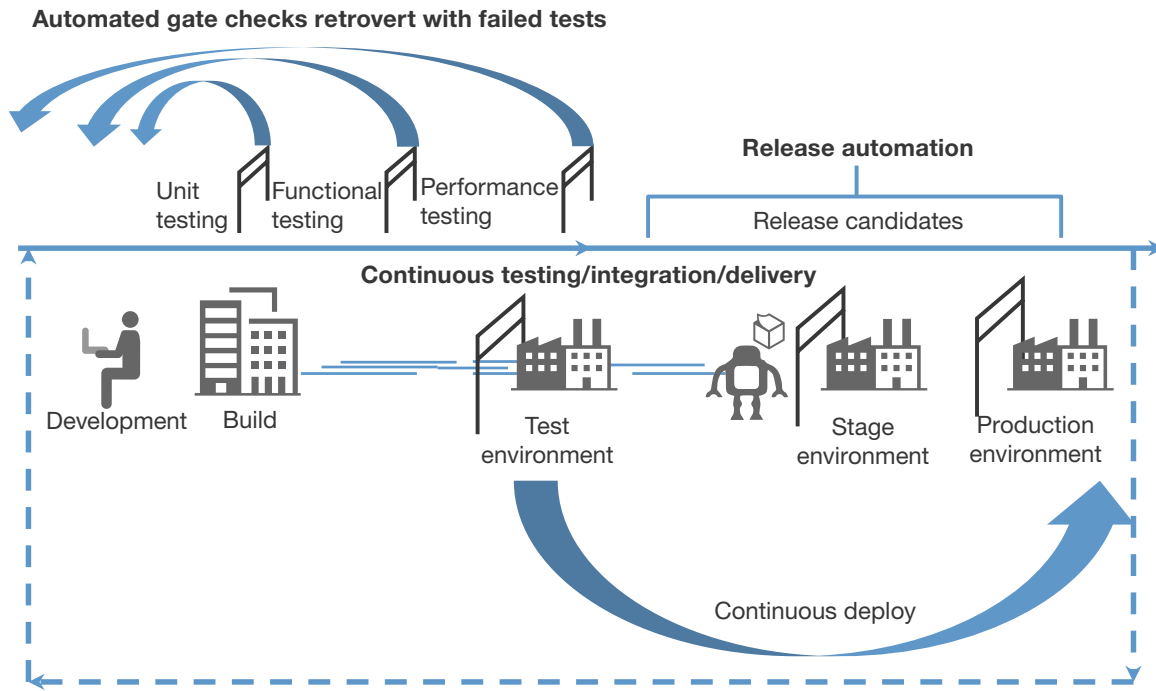 Automated gate checks retrovert with failed tests
Release automation
Unit
testing
Functional
testing
Performance
testing
Release candidates
Continuous testing/integration/delivery
Development
Build
Test
environment
Stage
environment
Production
environment
Continuous deploy